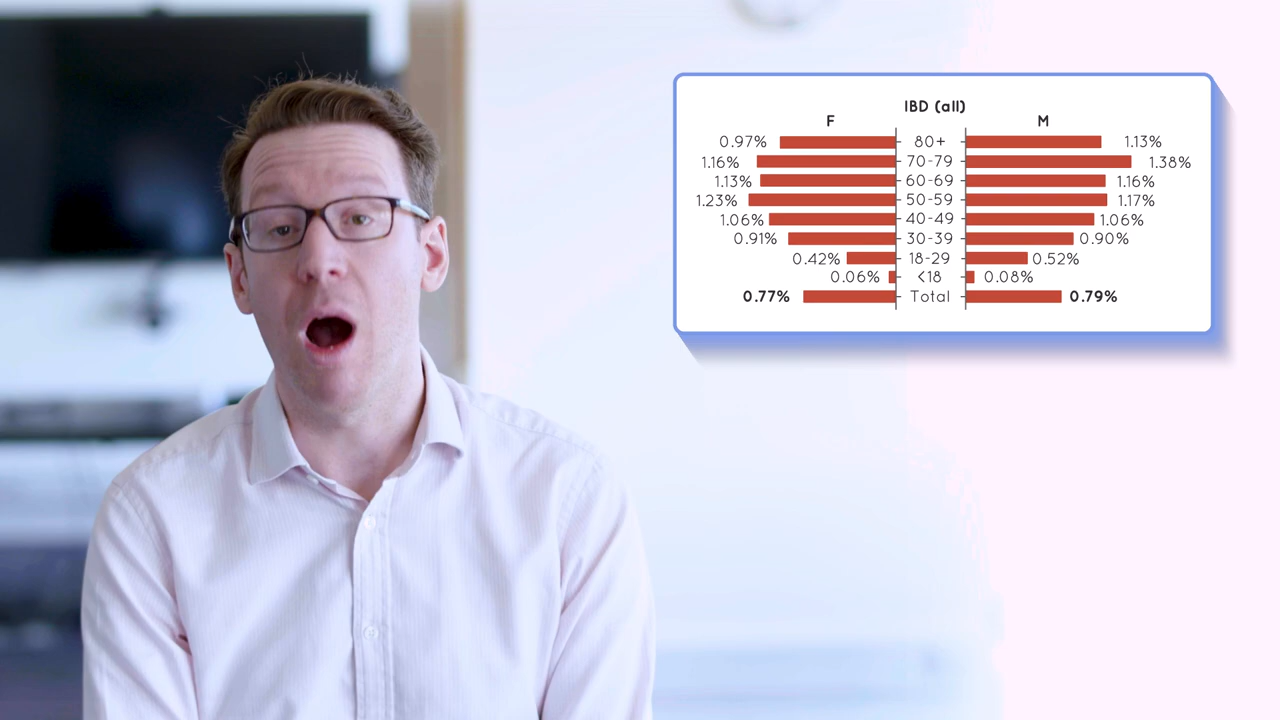 IBD (all)
F M
0.97% 80+ 1.13%
1.16% 70-79 1.38%
1.13% 60-69 1.16%
1.23% 50-59 1.17%
1.06% 40-49 1.06%
0.91% 30-39 0.90%
0.42% 18-29 0.52%
0.06% <18 0.08%
0.77% Total 0.79%